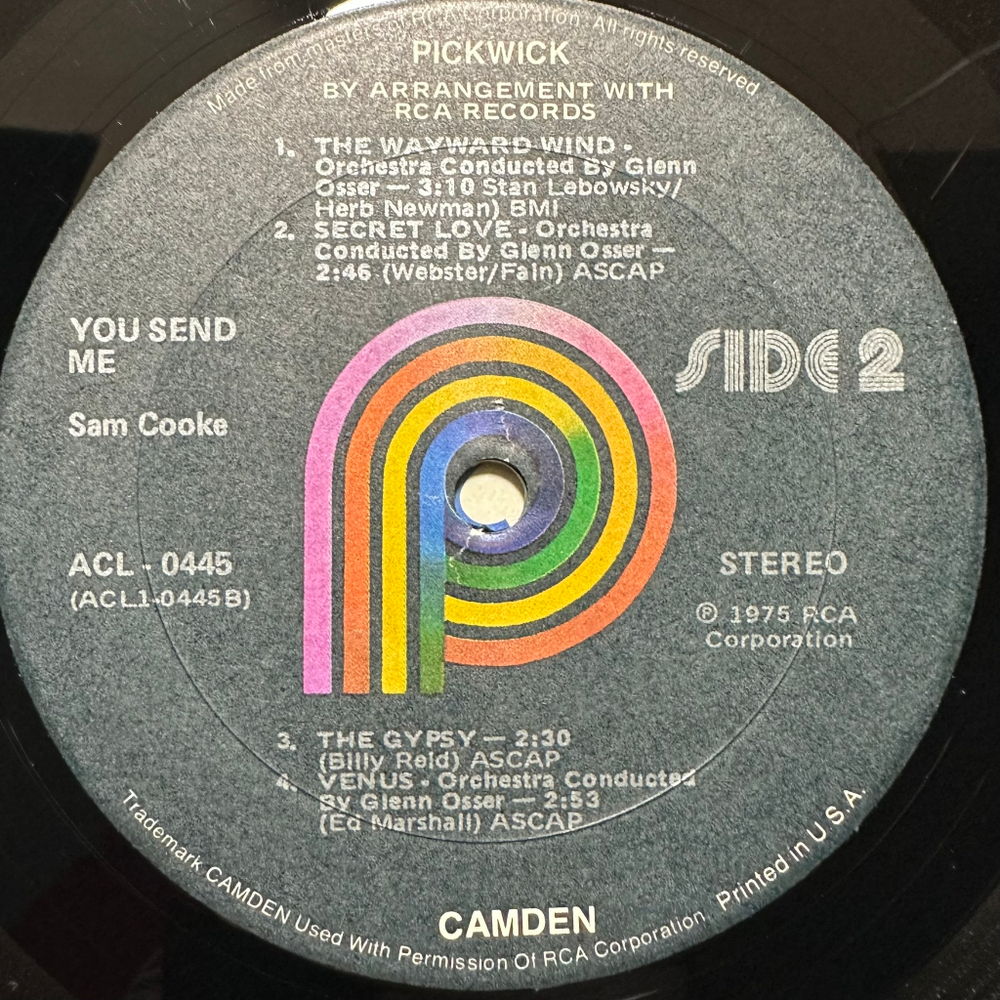 Made from masters of RCA Corporation. All rights reserved
PICKWICK
BY ARRANGEMENT WITH
RCA RECORDS
1. THE WAYWARD WIND -
Orchestra Conducted By Glenn
Osser — 3:10 Stan Lebowsky/
Herb Newman) BMI
2. SECRET LOVE - Orchestra
Conducted By Glenn Osser —
2:46 (Webster/Fain) ASCAP
YOU SEND
ME
Sam Cooke
SIDE 2
ACL - 0445
(ACL1-0445B)
STEREO
℗ 1975 RCA
Corporation
3. THE GYPSY — 2:30
(Billy Reid) ASCAP
4. VENUS - Orchestra Conducted
By Glenn Osser — 2:53
(Ed Marshall) ASCAP
CAMDEN
Trademark CAMDEN Used With Permission Of RCA Corporation Printed in U.S.A.